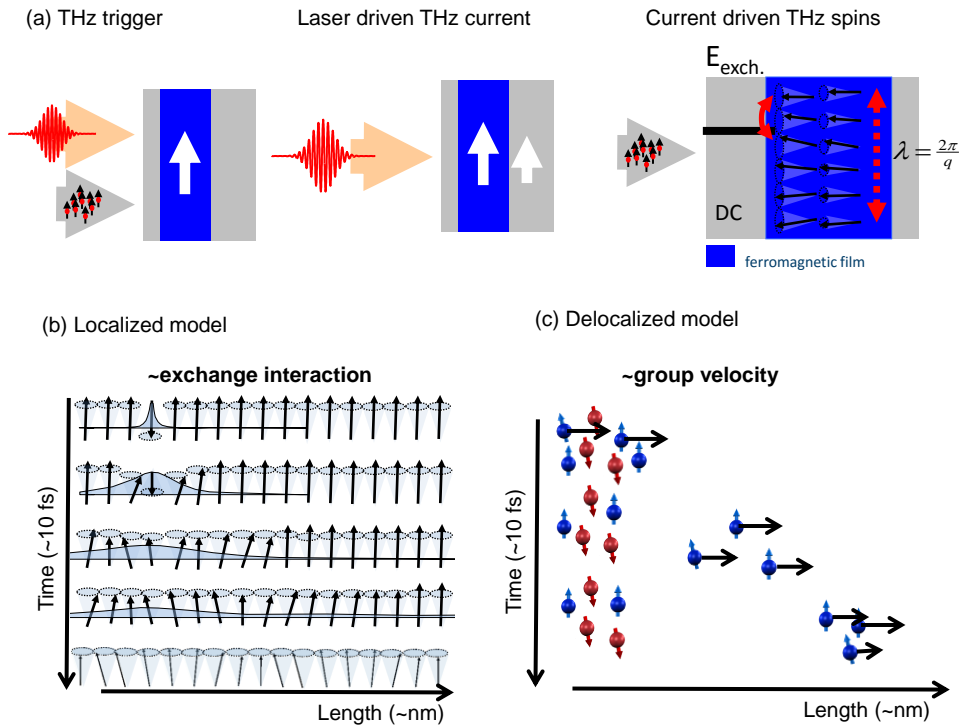 (a) THz trigger
Laser driven THz current
Current driven THz spins
E_exch.
λ = 2π/q
DC
ferromagnetic film
(b) Localized model
(c) Delocalized model
~exchange interaction
~group velocity
Time (~10 fs)
Length (~nm)
Time (~10 fs)
Length (~nm)